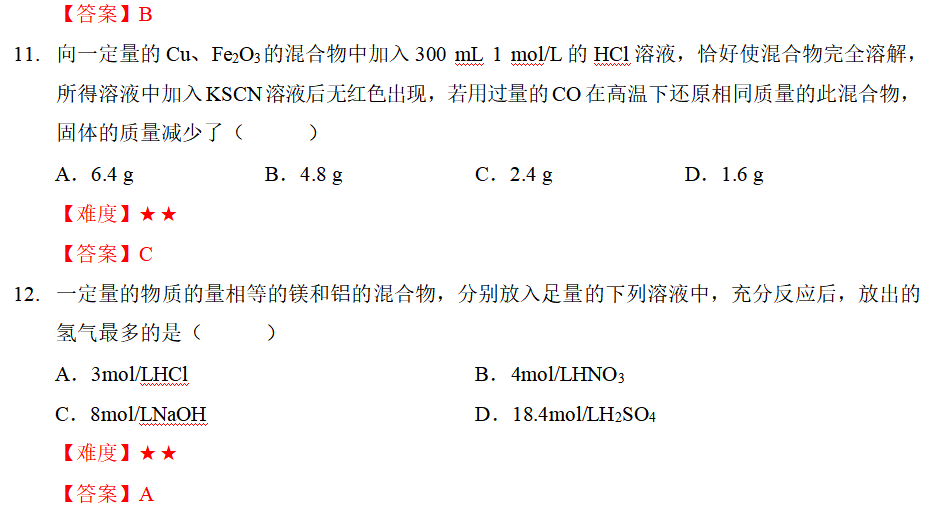 【答案】B
11. 向一定量的 Cu、Fe₂O₃的混合物中加入 300 mL 1 mol/L 的 HCl 溶液，恰好使混合物完全溶解，
所得溶液中加入 KSCN 溶液后无红色出现，若用过量的 CO 在高温下还原相同质量的此混合物，
固体的质量减少了（ ）
A. 6.4 g B. 4.8 g C. 2.4 g D. 1.6 g
【难度】★★
【答案】C
12. 一定量的物质的量相等的镁和铝的混合物，分别放入足量的下列溶液中，充分反应后，放出的
氢气最多的是（ ）
A. 3mol/LHCl B. 4mol/LHNO₃
C. 8mol/LNaOH D. 18.4mol/LH₂SO₄
【难度】★★
【答案】A